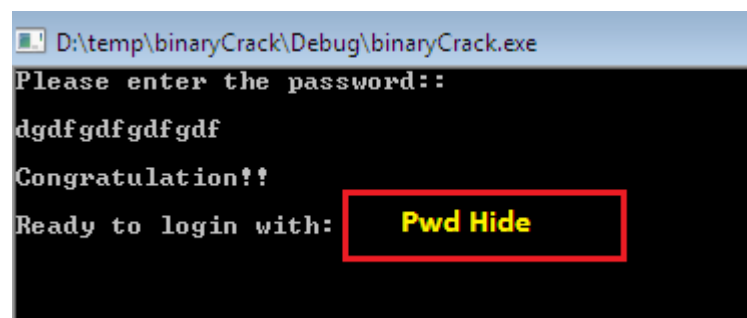 D:\temp\binaryCrack\Debug\binaryCrack.exe
Please enter the password::
dgdfgdfgdfgdf
Congratulation!!
Ready to login with: Pwd Hide